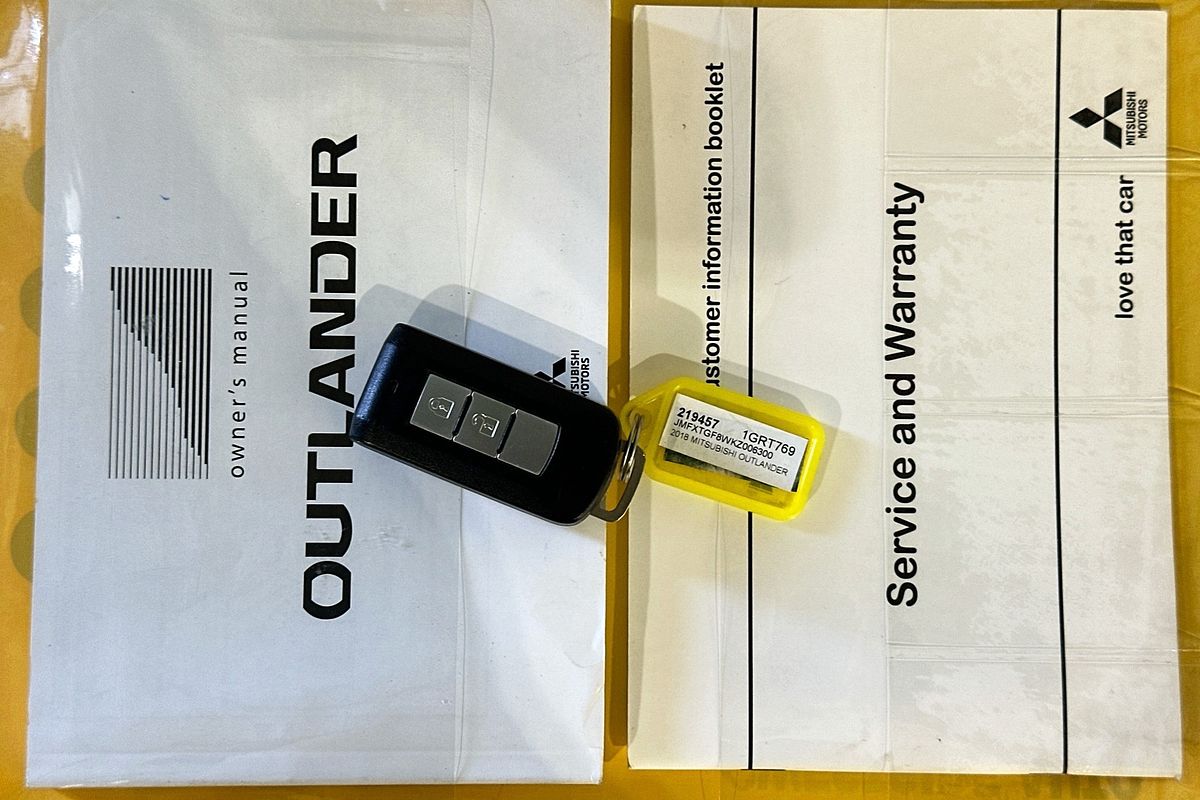 owner's manual
OUTLANDER
MITSUBISHI
MOTORS
219457 1GRT769
JMFXTGF8WKZ006300
2018 MITSUBISHI OUTLANDER
customer information booklet
Service and Warranty
love that car
MITSUBISHI
MOTORS